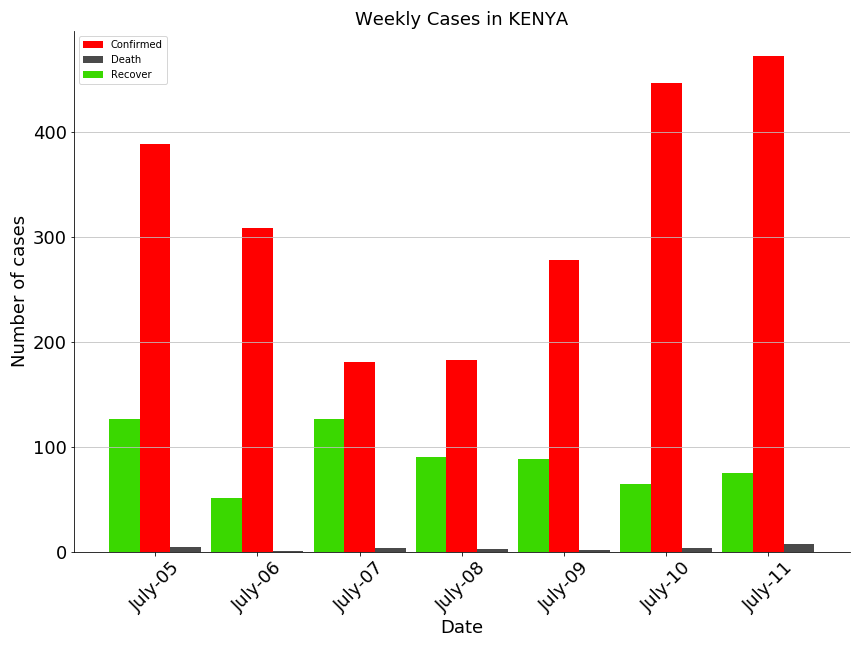 Weekly Cases in KENYA
Confirmed
Death
Recover
Number of cases
400
300
200
100
0
July-05
July-06
July-07
July-08
July-09
July-10
July-11
Date